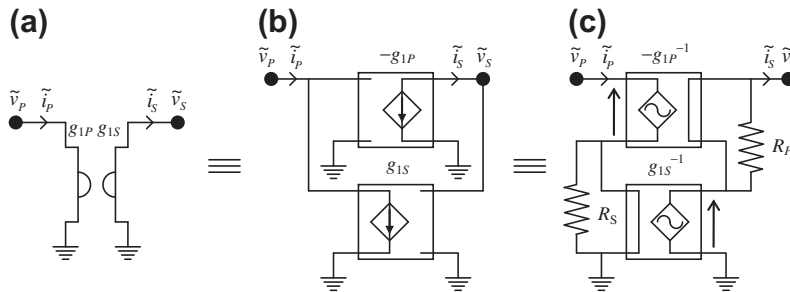 (a)
ṽ_P ĩ_P ĩ_S ṽ_S
g_1P g_1S
(b)
ṽ_P ĩ_P -g_1P ĩ_S ṽ_S
g_1S
(c)
ṽ_P ĩ_P -g_1P^-1 ĩ_S
g_1S^-1
R_S